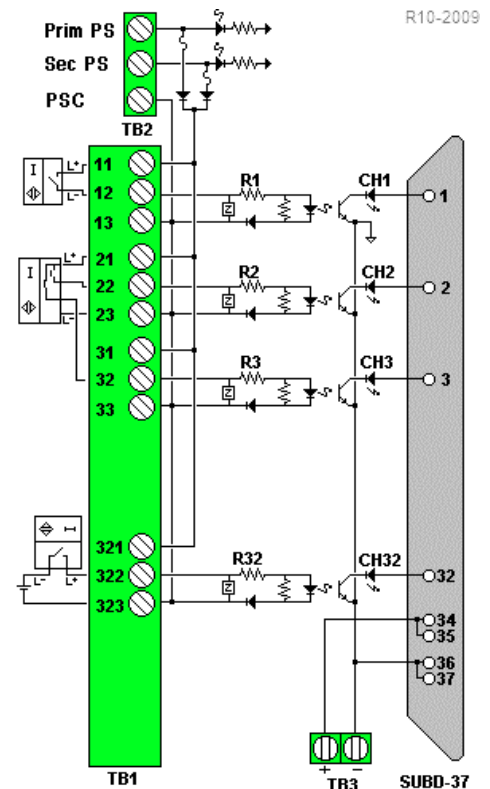 R10-2009
Prim PS
Sec PS
PSC
TB2
I
L+
L-
11
12
13
R1
CH1
1
Z
I
L+
L-
21
22
23
R2
CH2
2
Z
31
32
33
R3
CH3
3
Z
I
L-
L+
321
322
323
R32
CH32
32
Z
34
35
36
37
+
-
TB1
TB3
SUBD-37